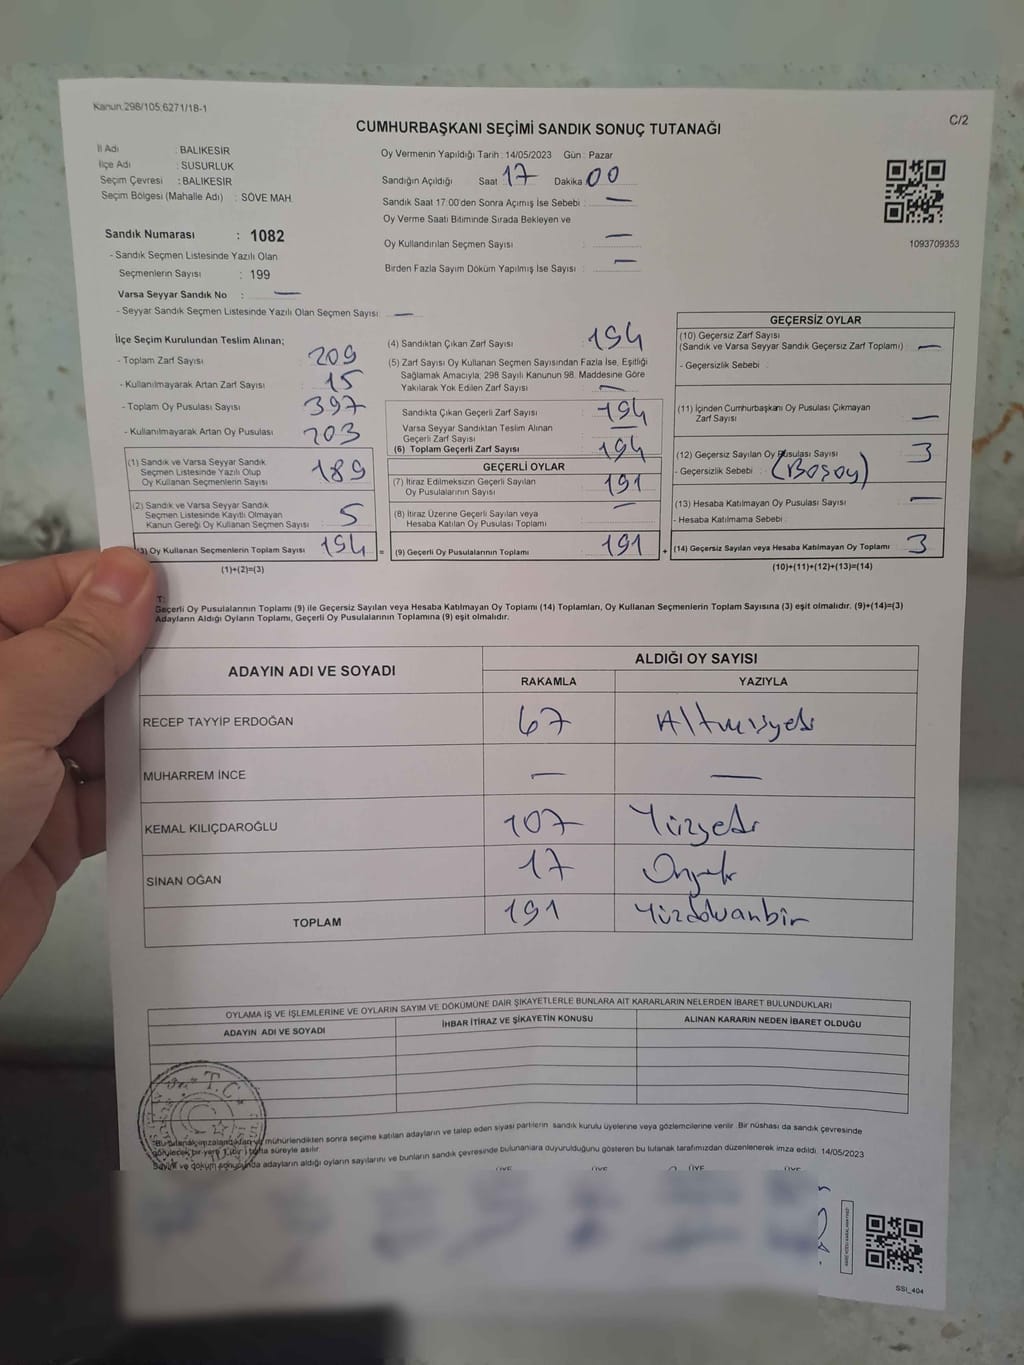 Kanun.298/105.6271/18-1
C/2
CUMHURBAŞKANI SEÇİMİ SANDIK SONUÇ TUTANAĞI
İl Adı : BALIKESİR
İlçe Adı : SUSURLUK
Seçim Çevresi : BALIKESİR
Seçim Bölgesi (Mahalle Adı) : SÖVE MAH.
Sandık Numarası : 1082
- Sandık Seçmen Listesinde Yazılı Olan
Seçmenlerin Sayısı : 199
Varsa Seyyar Sandık No : —
- Seyyar Sandık Seçmen Listesinde Yazılı Olan Seçmen Sayısı —
Oy Vermenin Yapıldığı Tarih : 14/05/2023 Gün : Pazar
Sandığın Açıldığı Saat : 17 Dakika 00
Sandık Saat 17:00'den Sonra Açımış İse Sebebi : —
Oy Verme Saati Bitiminde Sırada Bekleyen ve
Oy Kullandırılan Seçmen Sayısı : —
Birden Fazla Sayım Döküm Yapılmış İse Sayısı : —
1093709353
İlçe Seçim Kurulundan Teslim Alınan;
- Toplam Zarf Sayısı 209
- Kullanılmayarak Artan Zarf Sayısı 15
- Toplam Oy Pusulası Sayısı 397
- Kullanılmayarak Artan Oy Pusulası 203
(1) Sandık ve Varsa Seyyar Sandık
Seçmen Listesinde Yazılı Olup
Oy Kullanan Seçmenlerin Sayısı 189
(2) Sandık ve Varsa Seyyar Sandık
Seçmen Listesinde Kayıtlı Olmayan
Kanun Gereği Oy Kullanan Seçmen Sayısı 5
(3) Oy Kullanan Seçmenlerin Toplam Sayısı 194 =
(1)+(2)=(3)
(4) Sandıktan Çıkan Zarf Sayısı 194
(5) Zarf Sayısı Oy Kullanan Seçmen Sayısından Fazla İse, Eşitliği
Sağlamak Amacıyla; 298 Sayılı Kanunun 98. Maddesine Göre
Yakılarak Yok Edilen Zarf Sayısı —
Sandıkta Çıkan Geçerli Zarf Sayısı 194
Varsa Seyyar Sandıktan Teslim Alınan
Geçerli Zarf Sayısı —
(6) Toplam Geçerli Zarf Sayısı 194
GEÇERLİ OYLAR
(7) İtiraz Edilmeksizin Geçerli Sayılan
Oy Pusulalarının Sayısı 191
(8) İtiraz Üzerine Geçerli Sayılan veya
Hesaba Katılan Oy Pusulası Toplamı —
(9) Geçerli Oy Pusulalarının Toplamı 191 +
GEÇERSİZ OYLAR
(10) Geçersiz Zarf Sayısı
(Sandık ve Varsa Seyyar Sandık Geçersiz Zarf Toplamı) : —
- Geçersizlik Sebebi :
(11) İçinden Cumhurbaşkanı Oy Pusulası Çıkmayan
Zarf Sayısı —
(12) Geçersiz Sayılan Oy Pusulası Sayısı 3
- Geçersizlik Sebebi : (Boşoy)
(13) Hesaba Katılmayan Oy Pusulası Sayısı —
- Hesaba Katılmama Sebebi :
(14) Geçersiz Sayılan veya Hesaba Katılmayan Oy Toplamı 3
(10)+(11)+(12)+(13)=(14)
Geçerli Oy Pusulalarının Toplamı (9) ile Geçersiz Sayılan veya Hesaba Katılmayan Oy Toplamı (14) Toplamları, Oy Kullanan Seçmenlerin Toplam Sayısına (3) eşit olmalıdır. (9)+(14)=(3)
Adayların Aldığı Oyların Toplamı, Geçerli Oy Pusulalarının Toplamına (9) eşit olmalıdır.
ADAYIN ADI VE SOYADI
ALDIĞI OY SAYISI
RAKAMLA YAZIYLA
RECEP TAYYİP ERDOĞAN 67 Altmışyedi
MUHARREM İNCE — —
KEMAL KILIÇDAROĞLU 107 Yüzyedi
SİNAN OĞAN 17 Onyedi
TOPLAM 191 Yüzdoksanbir
OYLAMA İŞ VE İŞLEMLERİNE VE OYLARIN SAYIM VE DÖKÜMÜNE DAİR ŞİKAYETLERLE BUNLARA AİT KARARLARIN NELERDEN İBARET BULUNDUKLARI
ADAYIN ADI VE SOYADI
İHBAR İTİRAZ VE ŞİKAYETİN KONUSU
ALINAN KARARIN NEDEN İBARET OLDUĞU
T.C.
mühürlendikten sonra seçime katılan adayların ve talep eden siyasi partilerin sandık kurulu üyelerine veya gözlemcilerine verilir. Bir nüshası da sandık çevresinde
görülecek bir yere 1 (bir) hafta süreyle asılır.
Sayım ve döküm sonucunda adayların aldığı oyların sayılarını ve bunların sandık çevresinde bulunanlara duyurulduğunu gösteren bu tutanak tarafımızdan düzenlenerek imza edildi. 14/05/2023
ÜYE ÜYE ÜYE ÜYE
SSİ_404